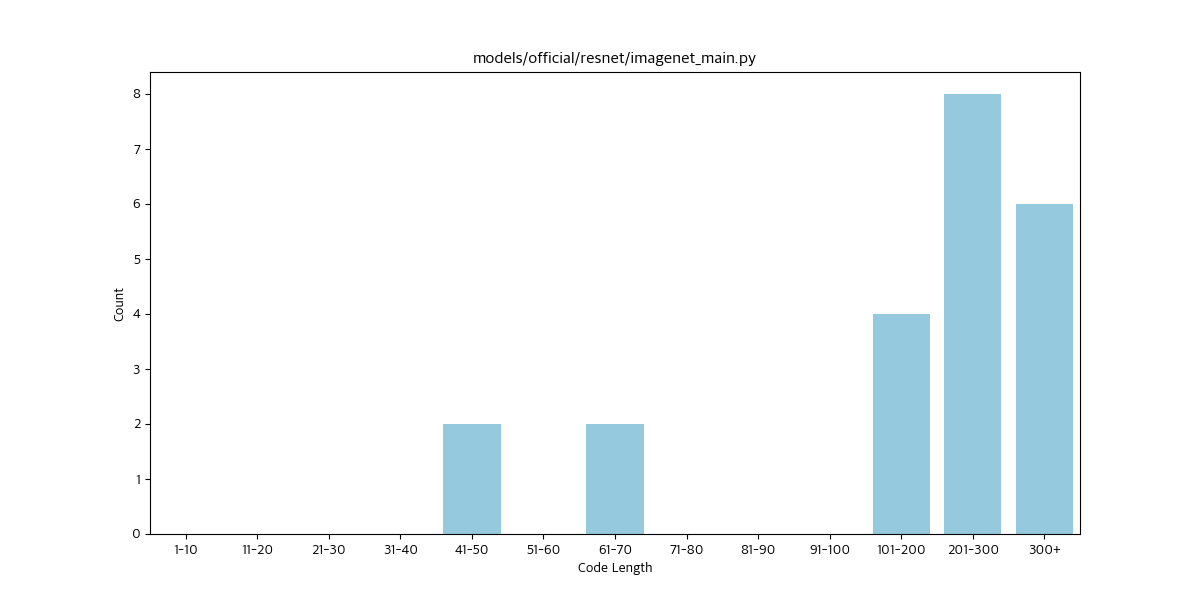 models/official/resnet/imagenet_main.py
Count
8
7
6
5
4
3
2
1
0
1-10 11-20 21-30 31-40 41-50 51-60 61-70 71-80 81-90 91-100 101-200 201-300 300+
Code Length